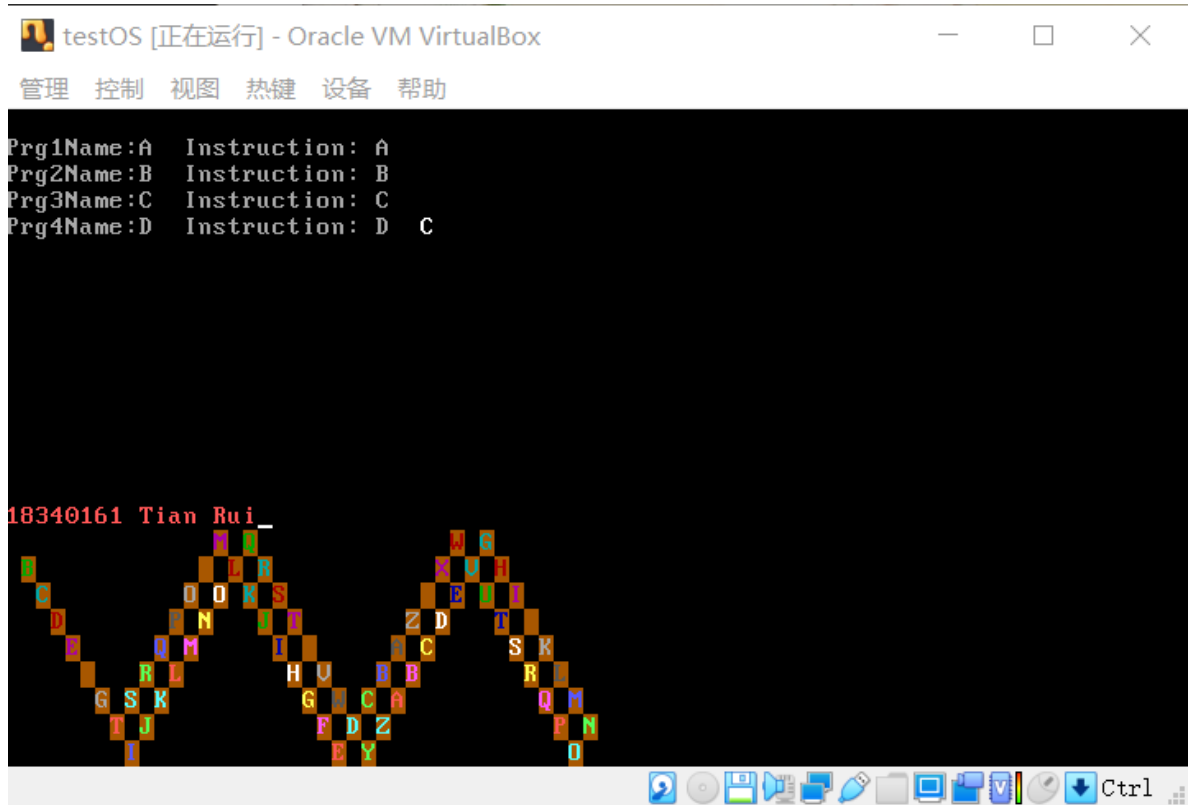 testOS [正在运行] - Oracle VM VirtualBox
管理 控制 视图 热键 设备 帮助
Prg1Name:A Instruction: A
Prg2Name:B Instruction: B
Prg3Name:C Instruction: C
Prg4Name:D Instruction: D C
18340161 Tian Rui_
M Q W G
B L R X V H
C O O K S E U I
D P N J T Z D T
E Q M I A C S K
R L H V B B R L
G S K G W C A Q M
T J F D Z P N
I E Y O
Ctrl